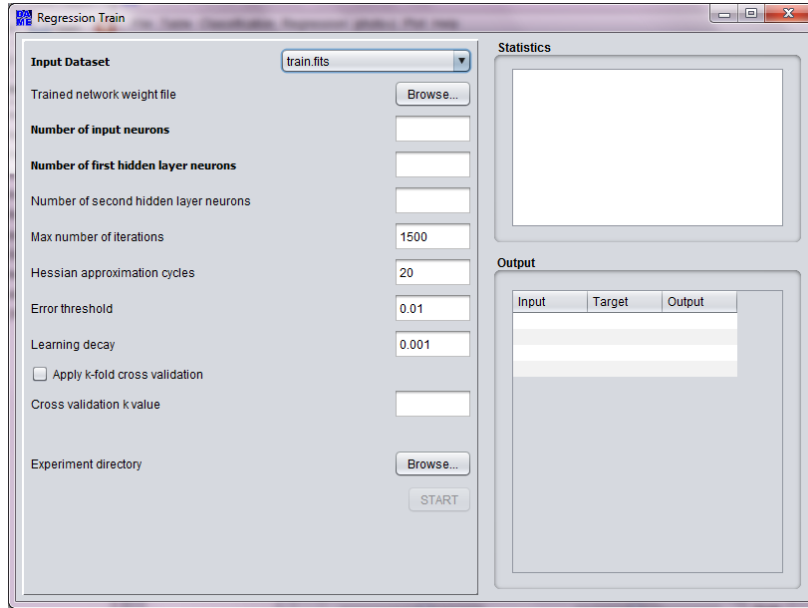 DA
ME
Regression Train
Input Dataset train.fits
Trained network weight file Browse...
Number of input neurons
Number of first hidden layer neurons
Number of second hidden layer neurons
Max number of iterations 1500
Hessian approximation cycles 20
Error threshold 0.01
Learning decay 0.001
Apply k-fold cross validation
Cross validation k value
Experiment directory Browse...
START
Statistics
Output
Input Target Output